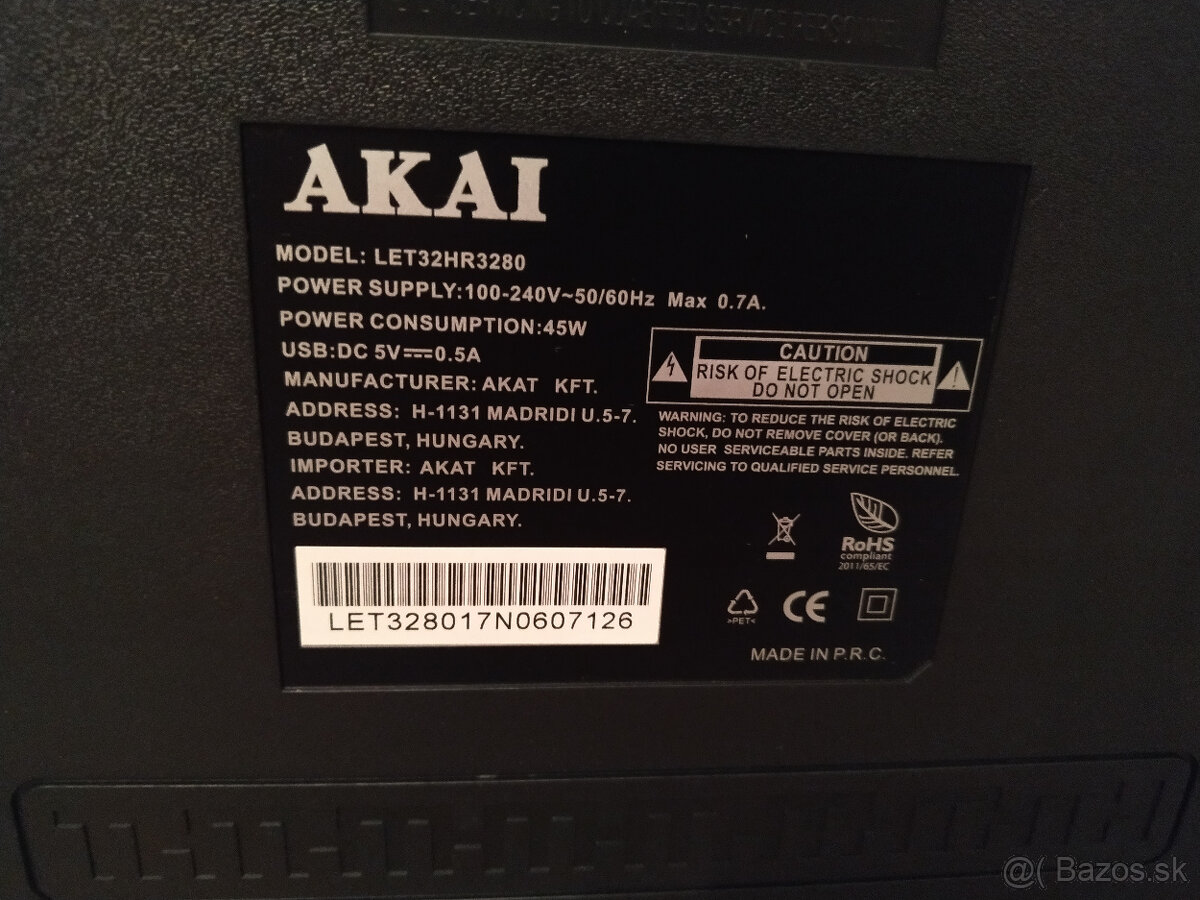 QUALIFIED SERVICE PERSONNEL
AKAI
MODEL: LET32HR3280
POWER SUPPLY:100-240V~50/60Hz Max 0.7A.
POWER CONSUMPTION:45W
USB:DC 5V⎓0.5A
MANUFACTURER: AKAT KFT.
ADDRESS: H-1131 MADRIDI U.5-7.
BUDAPEST, HUNGARY.
IMPORTER: AKAT KFT.
ADDRESS: H-1131 MADRIDI U.5-7.
BUDAPEST, HUNGARY.
LET328017N0607126
CAUTION
RISK OF ELECTRIC SHOCK
DO NOT OPEN
WARNING: TO REDUCE THE RISK OF ELECTRIC
SHOCK, DO NOT REMOVE COVER (OR BACK).
NO USER SERVICEABLE PARTS INSIDE. REFER
SERVICING TO QUALIFIED SERVICE PERSONNEL.
RoHS
compliant
2011/65/EC
>PET<
CE
MADE IN P.R.C.
@( Bazos.sk